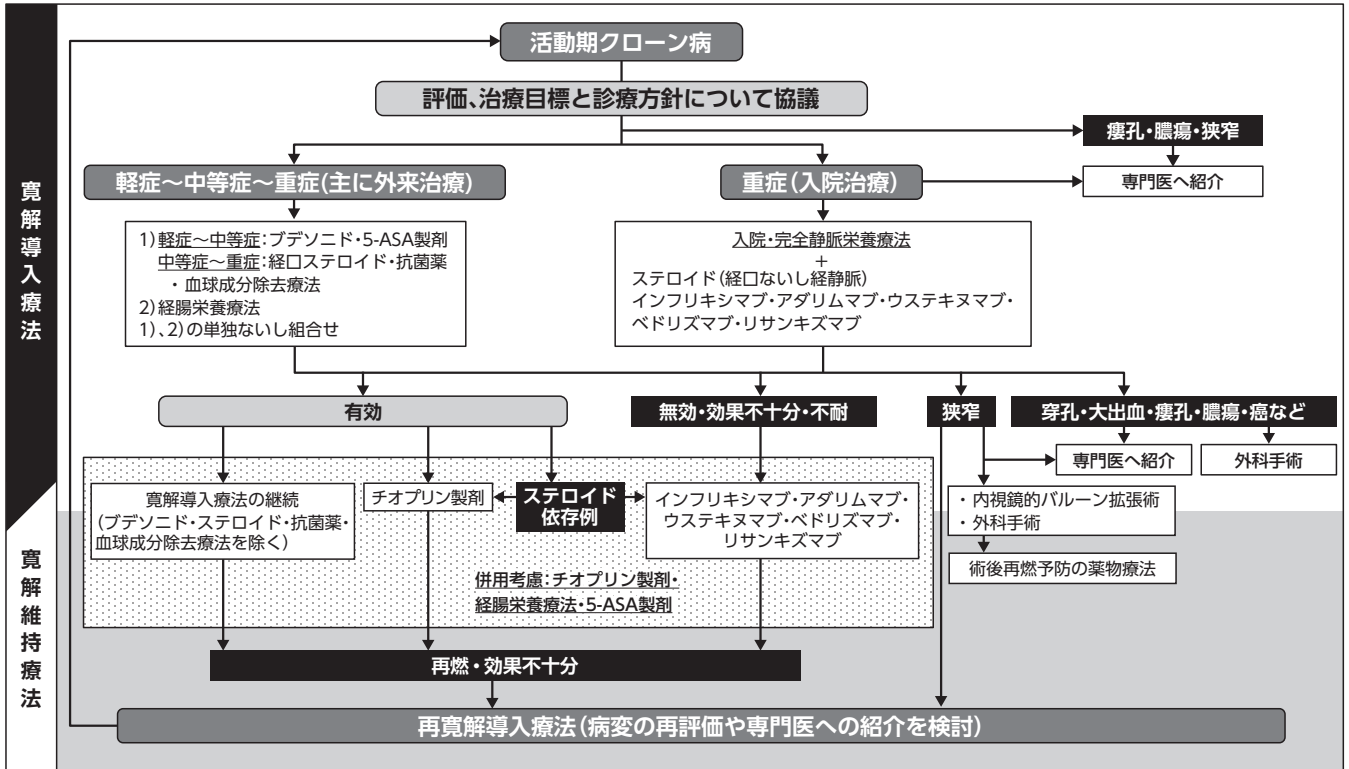 寛解導入療法
寛解維持療法
活動期クローン病
評価、治療目標と診療方針について協議
瘻孔・膿瘍・狭窄
専門医へ紹介
軽症～中等症～重症(主に外来治療)
重症(入院治療)
1)軽症～中等症:ブデソニド・5-ASA製剤
中等症～重症:経口ステロイド・抗菌薬
・血球成分除去療法
2)経腸栄養療法
1)、2)の単独ないし組合せ
入院・完全静脈栄養療法
+
ステロイド(経口ないし経静脈)
インフリキシマブ・アダリムマブ・ウステキヌマブ・
ベドリズマブ・リサンキズマブ
有効
無効・効果不十分・不耐
狭窄
穿孔・大出血・瘻孔・膿瘍・癌など
専門医へ紹介
外科手術
寛解導入療法の継続
(ブデソニド・ステロイド・抗菌薬・
血球成分除去療法を除く)
チオプリン製剤
ステロイド
依存例
インフリキシマブ・アダリムマブ・
ウステキヌマブ・ベドリズマブ・
リサンキズマブ
・内視鏡的バルーン拡張術
・外科手術
術後再燃予防の薬物療法
併用考慮:チオプリン製剤・
経腸栄養療法・5-ASA製剤
再燃・効果不十分
再寛解導入療法(病変の再評価や専門医への紹介を検討)